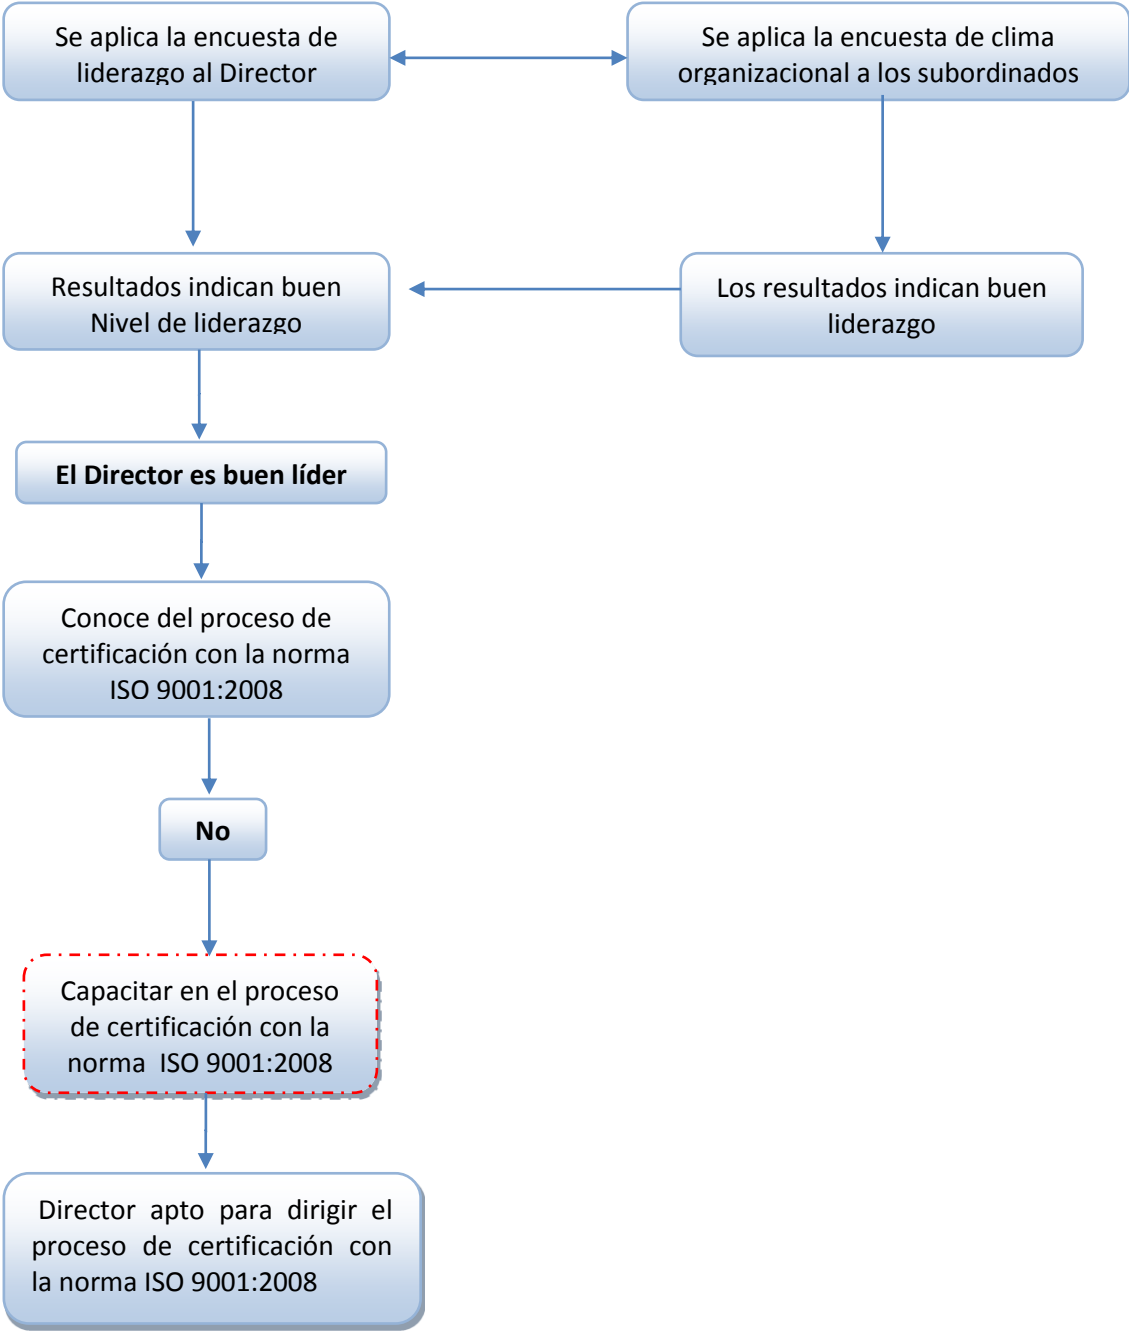 Se aplica la encuesta de
liderazgo al Director
Se aplica la encuesta de clima
organizacional a los subordinados
Resultados indican buen
Nivel de liderazgo
Los resultados indican buen
liderazgo
El Director es buen líder
Conoce del proceso de
certificación con la norma
ISO 9001:2008
No
Capacitar en el proceso
de certificación con la
norma ISO 9001:2008
Director apto para dirigir el
proceso de certificación con
la norma ISO 9001:2008